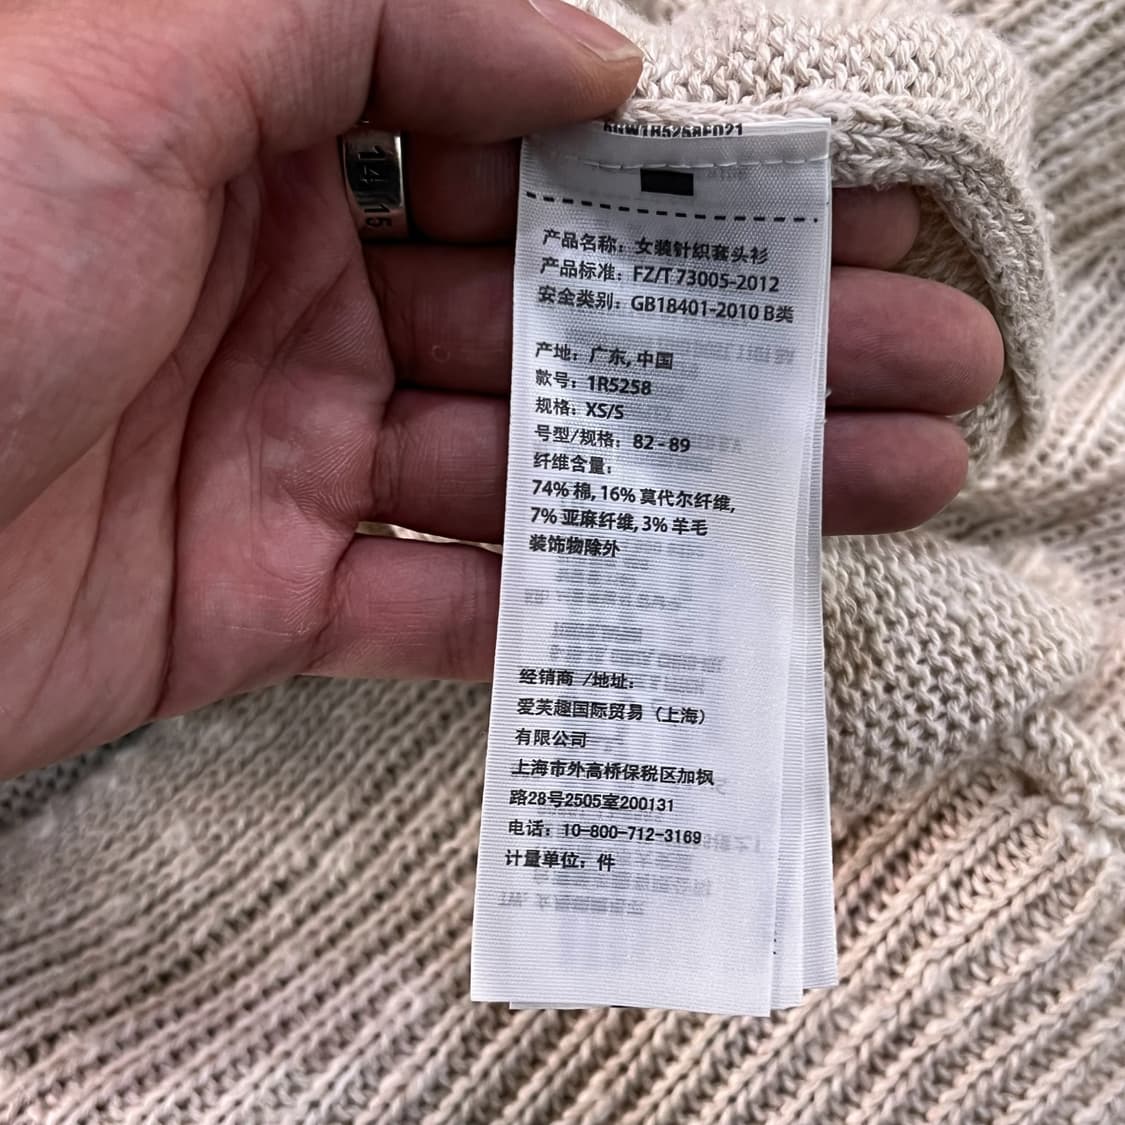 14 15
产品名称：女装针织套头衫
产品标准：FZ/T 73005-2012
安全类别：GB18401-2010 B类
产地：广东, 中国
款号：1R5258
规格：XS/S
号型/规格：82 - 89
纤维含量：
74% 棉, 16% 莫代尔纤维,
7% 亚麻纤维, 3% 羊毛
装饰物除外
经销商 /地址:
爱芙趣国际贸易（上海）
有限公司
上海市外高桥保税区加枫
路28号2505室200131
电话：10-800-712-3169
计量单位：件